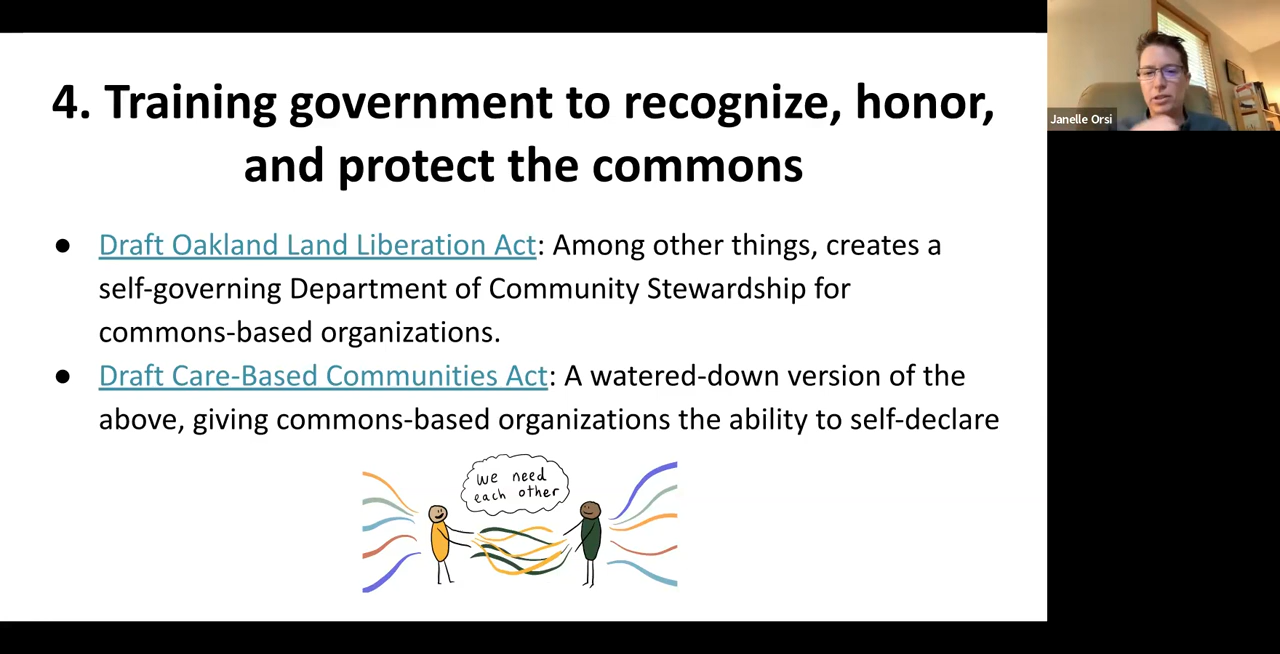 4. Training government to recognize, honor,
and protect the commons
● Draft Oakland Land Liberation Act: Among other things, creates a
self-governing Department of Community Stewardship for
commons-based organizations.
● Draft Care-Based Communities Act: A watered-down version of the
above, giving commons-based organizations the ability to self-declare
we need
each other
Janelle Orsi